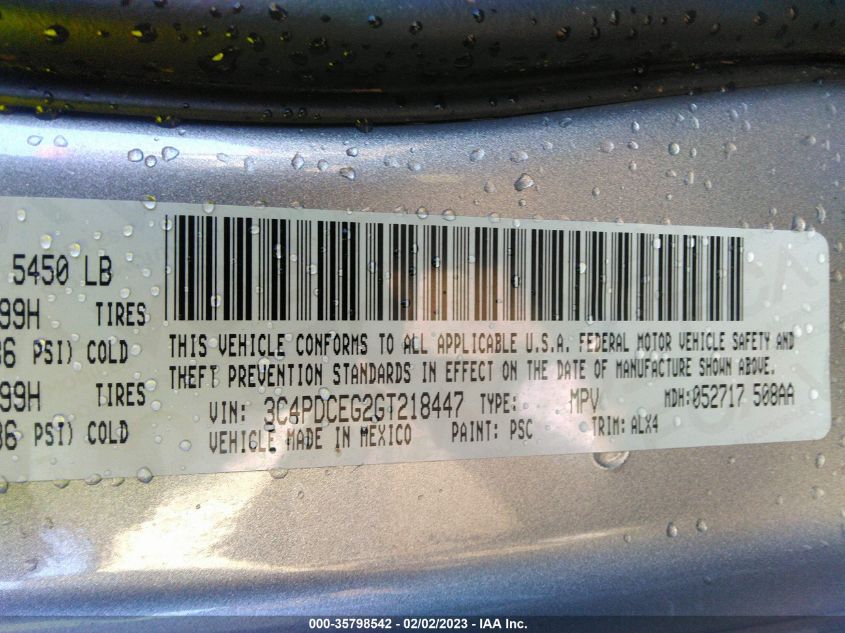 5450 LB
99H TIRES
36 PSI) COLD
99H TIRES
36 PSI) COLD
THIS VEHICLE CONFORMS TO ALL APPLICABLE U.S.A. FEDERAL MOTOR VEHICLE SAFETY AND
THEFT PREVENTION STANDARDS IN EFFECT ON THE DATE OF MANUFACTURE SHOWN ABOVE.
VIN: 3C4PDCEG2GT218447 TYPE: MPV MDH:052717 508AA
VEHICLE MADE IN MEXICO PAINT: PSC TRIM: ALX4
000-35798542 - 02/02/2023 - IAA Inc.